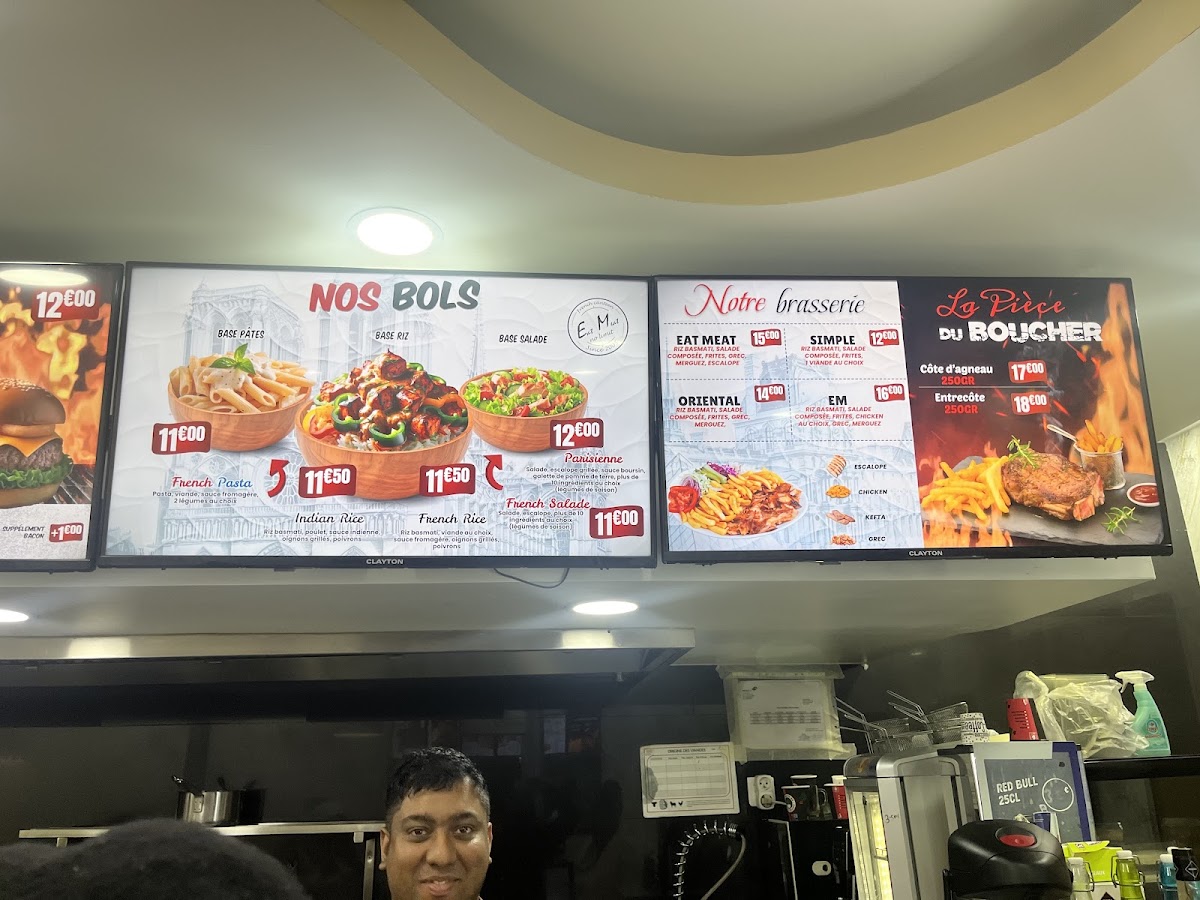 12€00
SUPPLÉMENT
BACON
+1€00
NOS BOLS
BASE PÂTES
BASE RIZ
BASE SALADE
Eat Meat
11€00
11€50
11€50
12€00
French Pasta
Pasta, viande, sauce fromagère,
2 légumes au choix
Indian Rice
Riz basmati, poulet, sauce indienne,
oignons grillés, poivrons
French Rice
Riz basmati, viande au choix,
sauce fromagère, oignons grillés,
poivrons
Parisienne
Salade, escalope grillée, sauce boursin,
galette de pomme de terre, plus de
10 ingrédients au choix
(légumes de saison)
French Salade
Salade, escalope, plus de 10
ingrédients au choix
(légumes de saison)
11€00
CLAYTON
Notre brasserie
EAT MEAT
15€00
RIZ BASMATI, SALADE
COMPOSÉE, FRITES, GREC,
MERGUEZ, ESCALOPE
SIMPLE
12€00
RIZ BASMATI, SALADE
COMPOSÉE, FRITES,
1 VIANDE AU CHOIX
ORIENTAL
14€00
RIZ BASMATI, SALADE
COMPOSÉE, FRITES, GREC,
MERGUEZ,
EM
16€00
RIZ BASMATI, SALADE
COMPOSÉE, FRITES, CHICKEN
AU CHOIX, GREC, MERGUEZ
ESCALOPE
CHICKEN
KEFTA
GREC
La Pièce
DU BOUCHER
Côte d'agneau
250GR
17€00
Entrecôte
250GR
18€00
CLAYTON
ORIGINE DES VIANDES
RED BULL
25CL